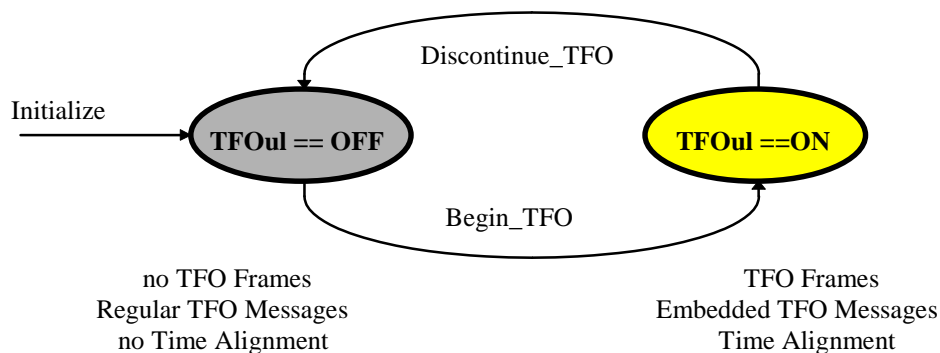 Discontinue_TFO
Initialize
TFOul == OFF
TFOul ==ON
Begin_TFO
no TFO Frames
Regular TFO Messages
no Time Alignment
TFO Frames
Embedded TFO Messages
Time Alignment